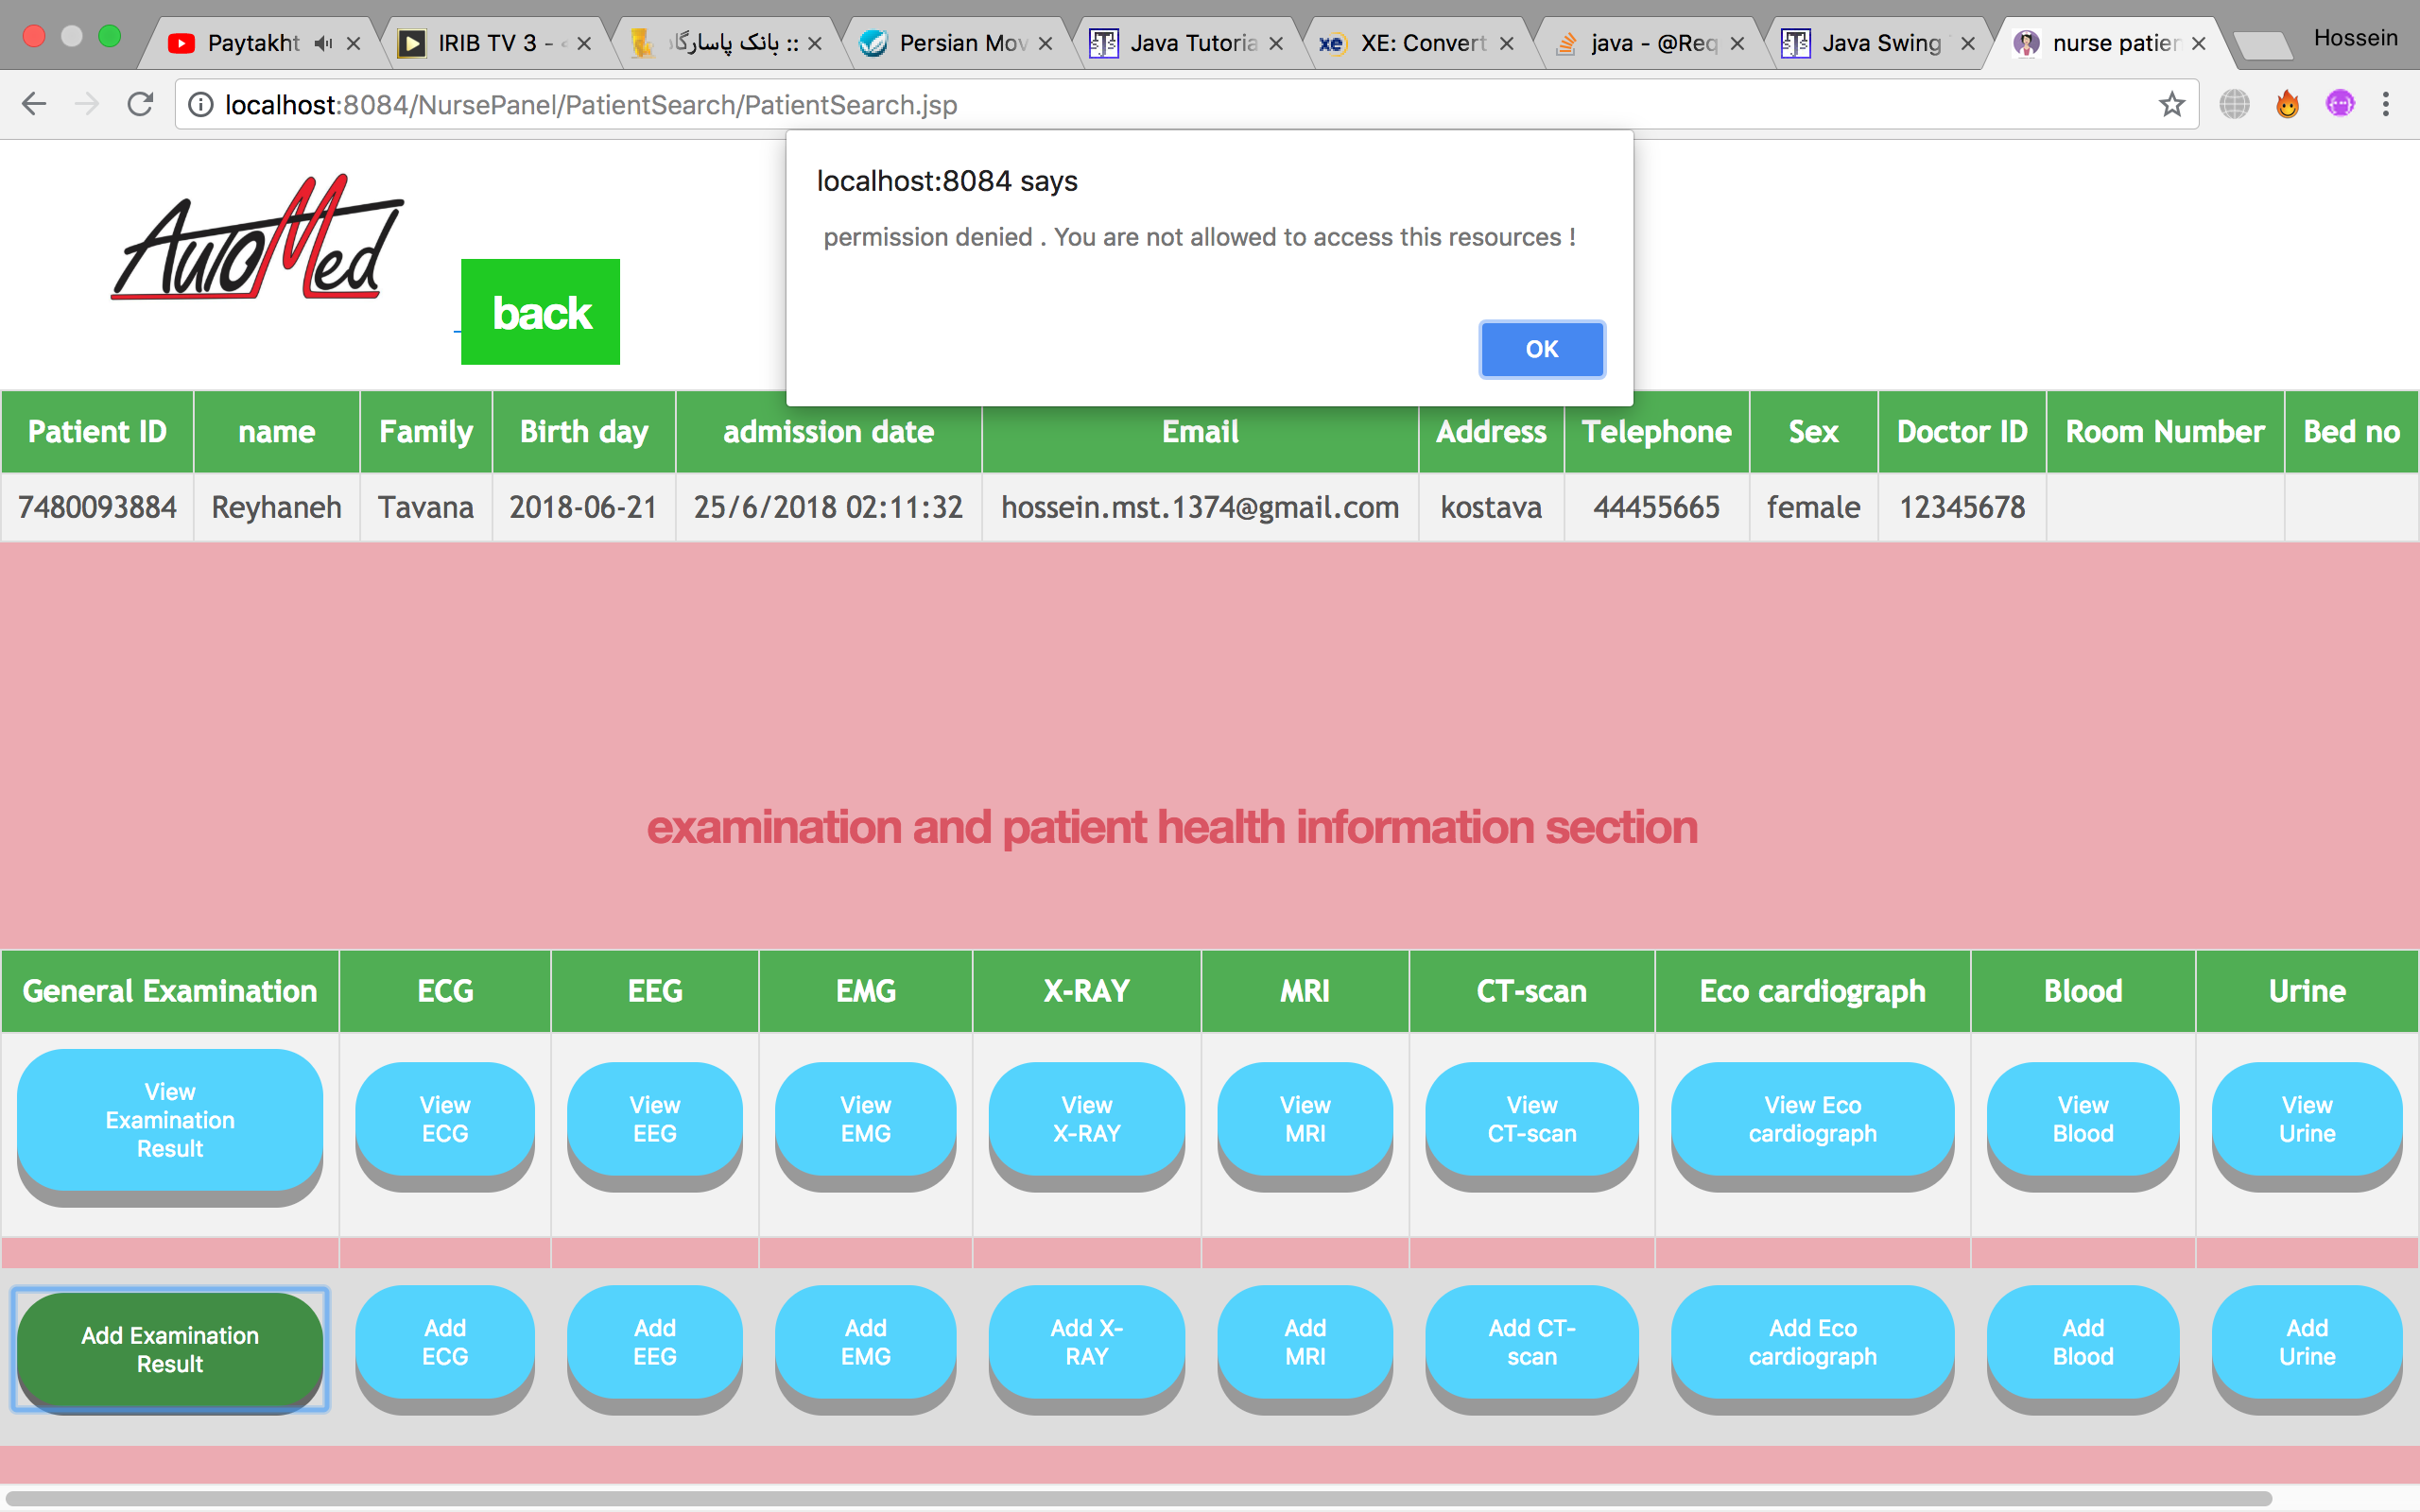 Paytakht
IRIB TV 3 -
بانک پاسارگاد ::
Persian Mov
Java Tutoria
XE: Convert
java - @Req
Java Swing
nurse patien
Hossein
localhost:8084/NursePanel/PatientSearch/PatientSearch.jsp
localhost:8084 says
permission denied . You are not allowed to access this resources !
OK
AutoMed
back
Patient ID name Family Birth day admission date Email Address Telephone Sex Doctor ID Room Number Bed no
7480093884 Reyhaneh Tavana 2018-06-21 25/6/2018 02:11:32 hossein.mst.1374@gmail.com kostava 44455665 female 12345678
examination and patient health information section
General Examination ECG EEG EMG X-RAY MRI CT-scan Eco cardiograph Blood Urine
View
Examination
Result
View
ECG
View
EEG
View
EMG
View
X-RAY
View
MRI
View
CT-scan
View Eco
cardiograph
View
Blood
View
Urine
Add Examination
Result
Add
ECG
Add
EEG
Add
EMG
Add X-
RAY
Add
MRI
Add CT-
scan
Add Eco
cardiograph
Add
Blood
Add
Urine